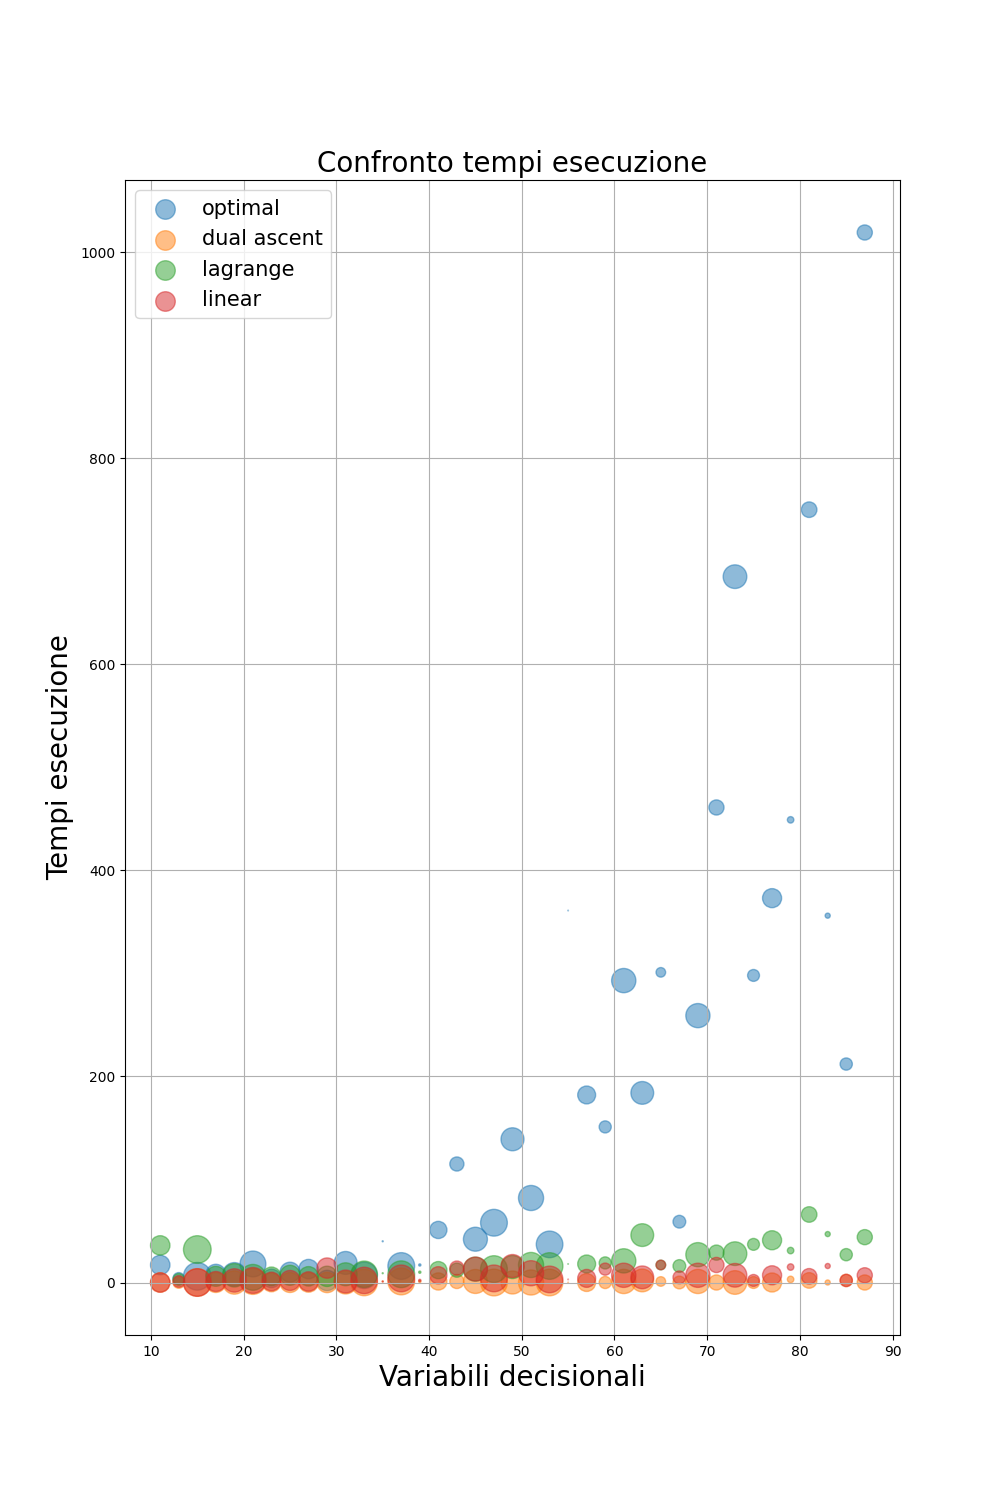 Confronto tempi esecuzione
optimal
dual ascent
lagrange
linear
1000
800
600
400
200
0
Tempi esecuzione
10 20 30 40 50 60 70 80 90
Variabili decisionali